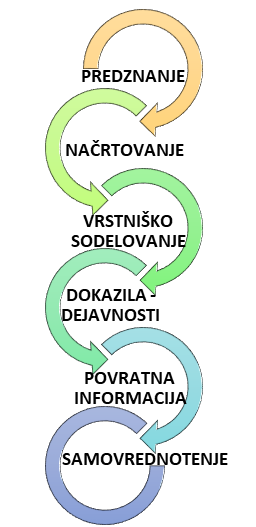 PREDZNANJE
NAČRTOVANJE
VRSTNIŠKO
SODELOVANJE
DOKAZILA -
DEJAVNOSTI
POVRATNA
INFORMACIJA
SAMOVREDNOTENJE